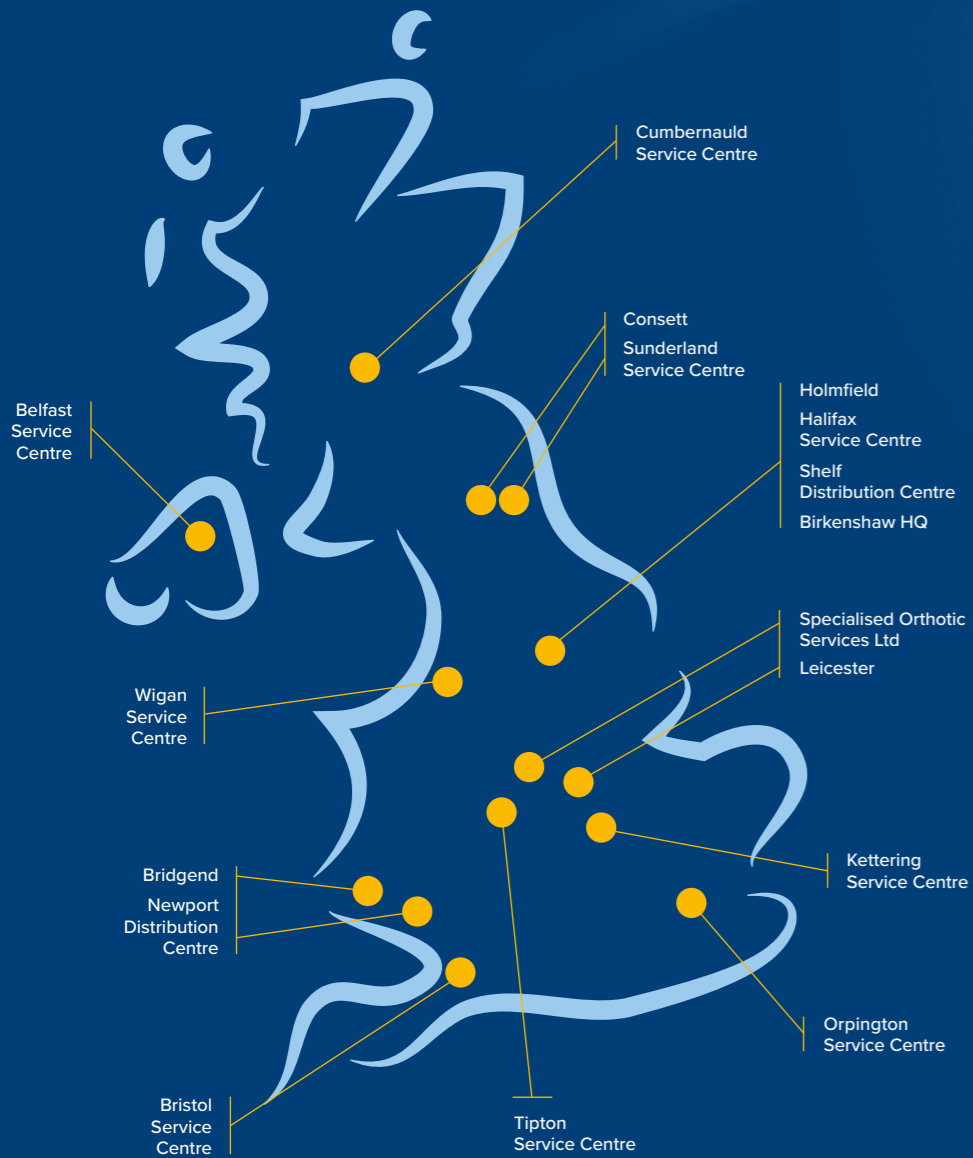 Cumbernauld
Service Centre
Consett
Sunderland
Service Centre
Holmfield
Halifax
Service Centre
Shelf
Distribution Centre
Birkenshaw HQ
Belfast
Service
Centre
Specialised Orthotic
Services Ltd
Leicester
Wigan
Service
Centre
Kettering
Service Centre
Bridgend
Newport
Distribution
Centre
Orpington
Service Centre
Bristol
Service
Centre
Tipton
Service Centre